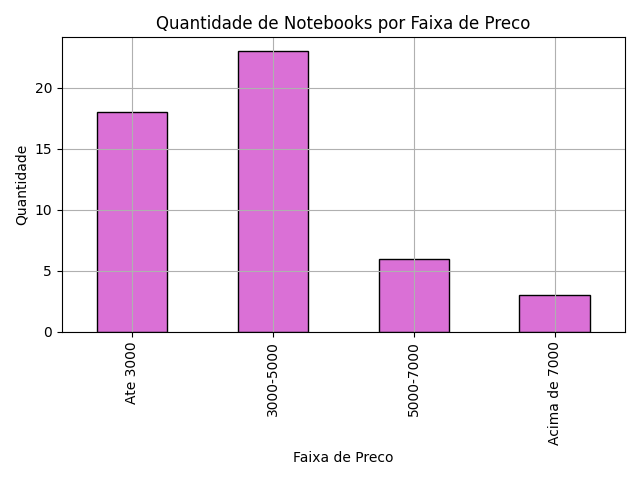 Quantidade de Notebooks por Faixa de Preco
Quantidade
20
15
10
5
0
Ate 3000
3000-5000
5000-7000
Acima de 7000
Faixa de Preco